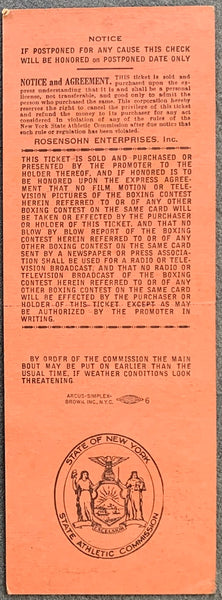 NOTICE
IF POSTPONED FOR ANY CAUSE THIS CHECK
WILL BE HONORED on POSTPONED DATE ONLY
NOTICE and AGREEMENT. THIS ticket is sold and
purchased upon the ex-
press understanding that it is and shall be a personal
license, not transferable, and good only to admit the
person who purchased the same. This corporation hereby
reserves the right to cancel the privilege of this ticket
and refund the money to its purchaser for any act
considered in violation of any of the rules of the
New York State Athletic Commission after due notice that
such rule or regulation has been violated.
ROSENSOHN ENTERPRISES, Inc.
THIS TICKET IS SOLD AND PURCHASED OR
PRESENTED BY THE PROMOTER TO THE
HOLDER THEREOF, AND IF HONORED IS TO
BE HONORED UPON THE EXPRESS AGREE-
MENT THAT NO FILM MOTION OR TELE-
VISION PICTURES OF THE BOXING CONTEST
HEREIN REFERRED TO OR OF ANY OTHER
BOXING CONTEST ON THE SAME CARD WILL
BE TAKEN OR EFFECTED BY THE PURCHASER
OR HOLDER OF THIS TICKET, AND THAT NO
BLOW BY BLOW REPORT OF THE BOXING
CONTEST HEREIN REFERRED TO OR OF ANY
OTHER BOXING CONTEST ON THE SAME CARD
SENT BY A NEWSPAPER OR PRESS ASSOCIA-
TION SHALL BE USED FOR A RADIO OR TELE-
VISION BROADCAST, AND THAT NO RADIO OR
TELEVISION BROADCAST OF THE BOXING
CONTEST HEREIN REFERRED TO OR OF ANY
OTHER BOXING CONTEST ON THE SAME CARD
WILL BE EFFECTED BY THE PURCHASER OR
HOLDER OF THIS TICKET, EXCEPT AS MAY
BE AUTHORIZED BY THE PROMOTER IN
WRITING.
BY ORDER OF THE COMMISSION THE MAIN
BOUT MAY BE PUT ON EARLIER THAN THE
USUAL TIME, IF WEATHER CONDITIONS LOOK
THREATENING
ARCUS-SIMPLEX-
BROWN INC., N.Y.C. 6
STATE OF NEW YORK
EXCELSIOR
STATE ATHLETIC COMMISSION